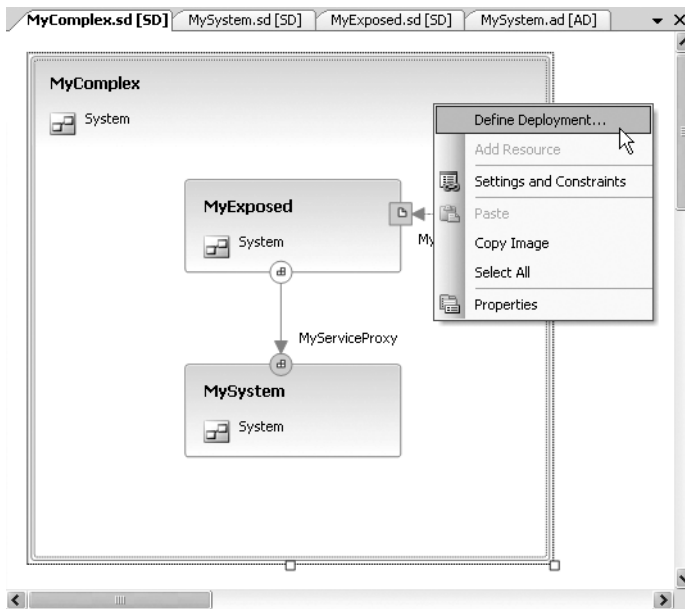 MyComplex.sd [SD] MySystem.sd [SD] MyExposed.sd [SD] MySystem.ad [AD]
MyComplex
System
Define Deployment...
Add Resource
Settings and Constraints
Paste
Copy Image
Select All
Properties
MyExposed
System
My
MyServiceProxy
MySystem
System